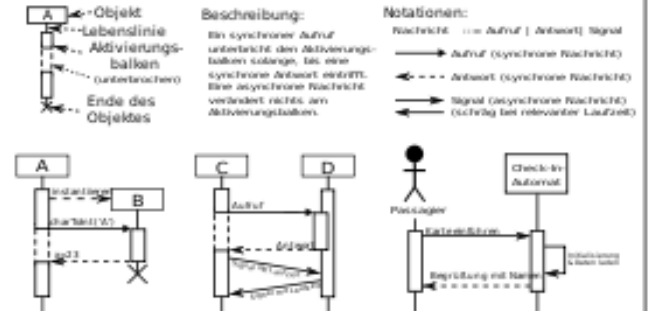 A
Objekt
Lebenslinie
Aktivierungs-
balken
(unterbrochen)
Ende des
Objektes
Beschreibung:
Ein synchroner Aufruf
unterbricht den Aktivierungs-
balken solange, bis eine
synchrone Antwort eintrifft.
Eine asynchrone Nachricht
verändert nichts am
Aktivierungsbalken.
Notationen:
Nachricht ::= Aufruf | Antwort| Signal
Aufruf (synchrone Nachricht)
Antwort (synchrone Nachricht)
Signal (asynchrone Nachricht)
(schräg bei relevanter Laufzeit)
A
B
instantiiere
C
D
Aufruf
Antwort
Passagier
Check-In-
Automat
Karte einführen
Begrüßung mit Namen